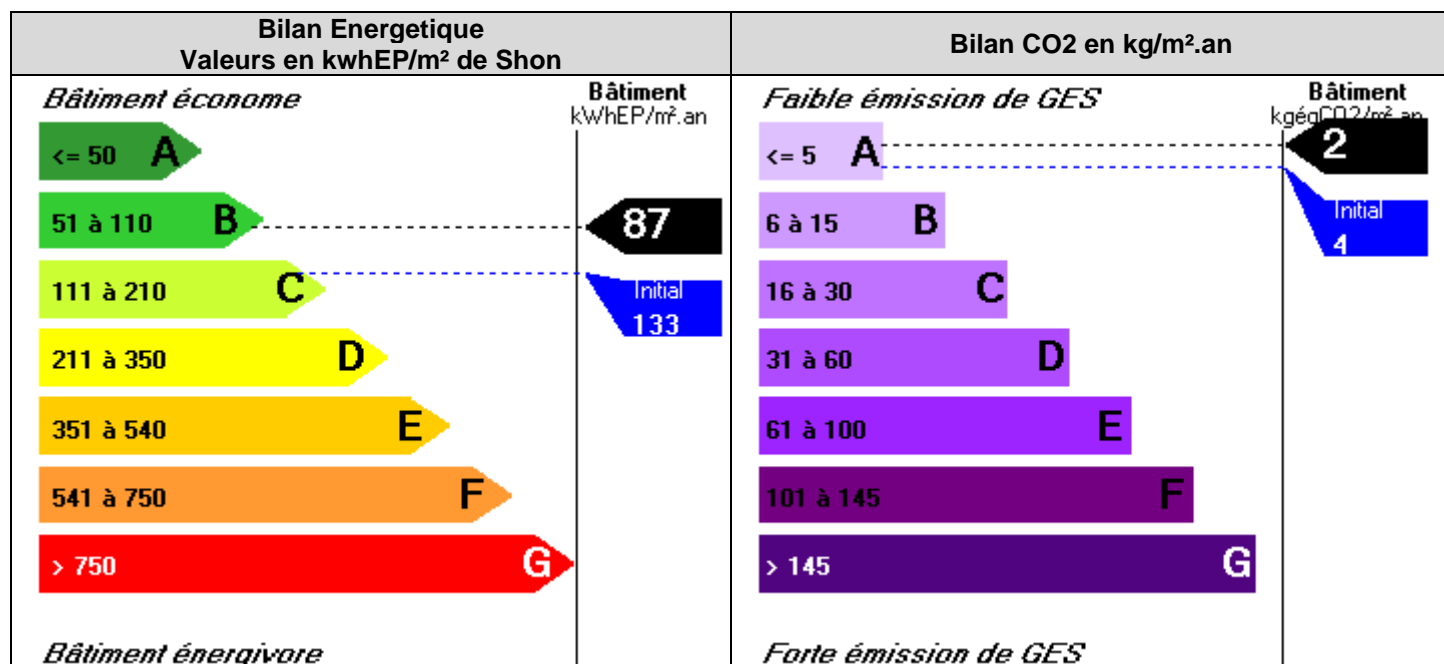 Bilan Energetique
Valeurs en kwhEP/m² de Shon
Bâtiment économe
Bâtiment
kWhEP/m².an
<= 50 A
51 à 110 B
87
111 à 210 C
Initial
133
211 à 350 D
351 à 540 E
541 à 750 F
> 750 G
Bâtiment énergivore
Bilan CO2 en kg/m².an
Faible émission de GES
Bâtiment
kgéqCO2/m².an
<= 5 A
2
6 à 15 B
Initial
4
16 à 30 C
31 à 60 D
61 à 100 E
101 à 145 F
> 145 G
Forte émission de GES